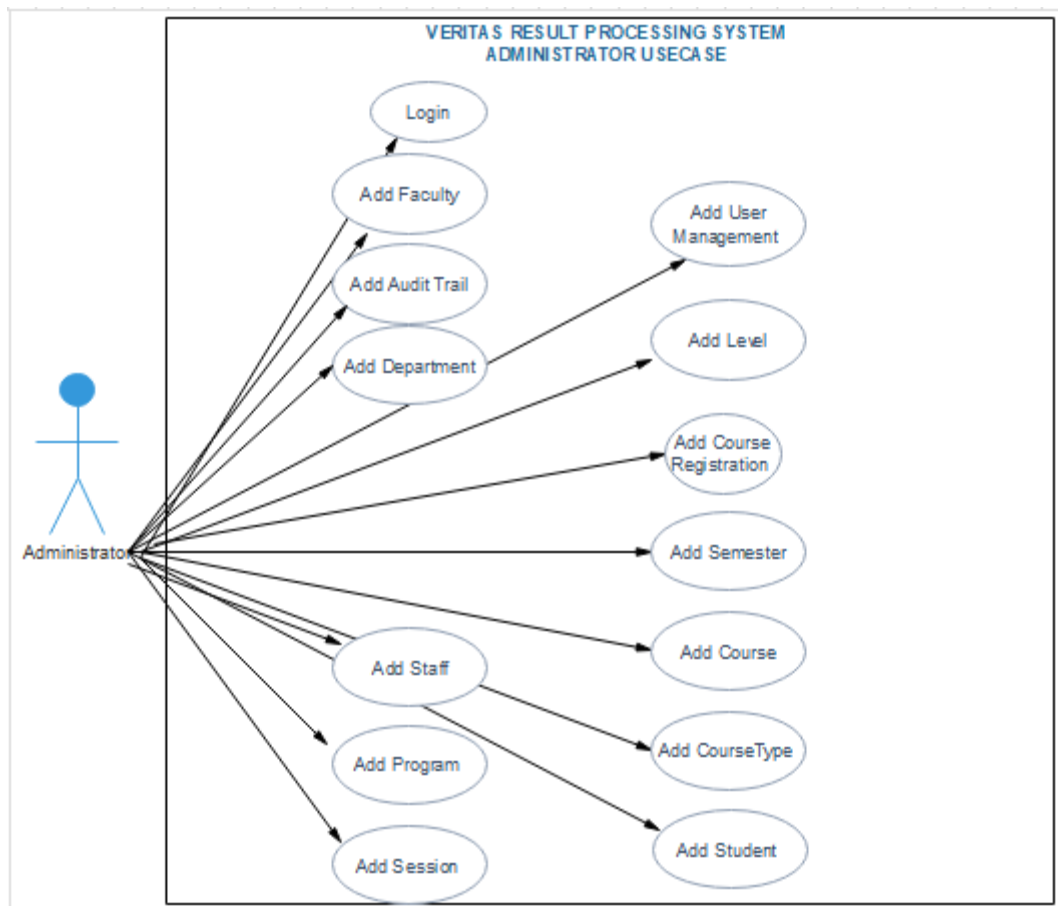 VERITAS RESULT PROCESSING SYSTEM
ADMINISTRATOR USECASE
Login
Add Faculty
Add Audit Trail
Add Department
Administrator
Add Staff
Add Program
Add Session
Add User
Management
Add Level
Add Course
Registration
Add Semester
Add Course
Add CourseType
Add Student